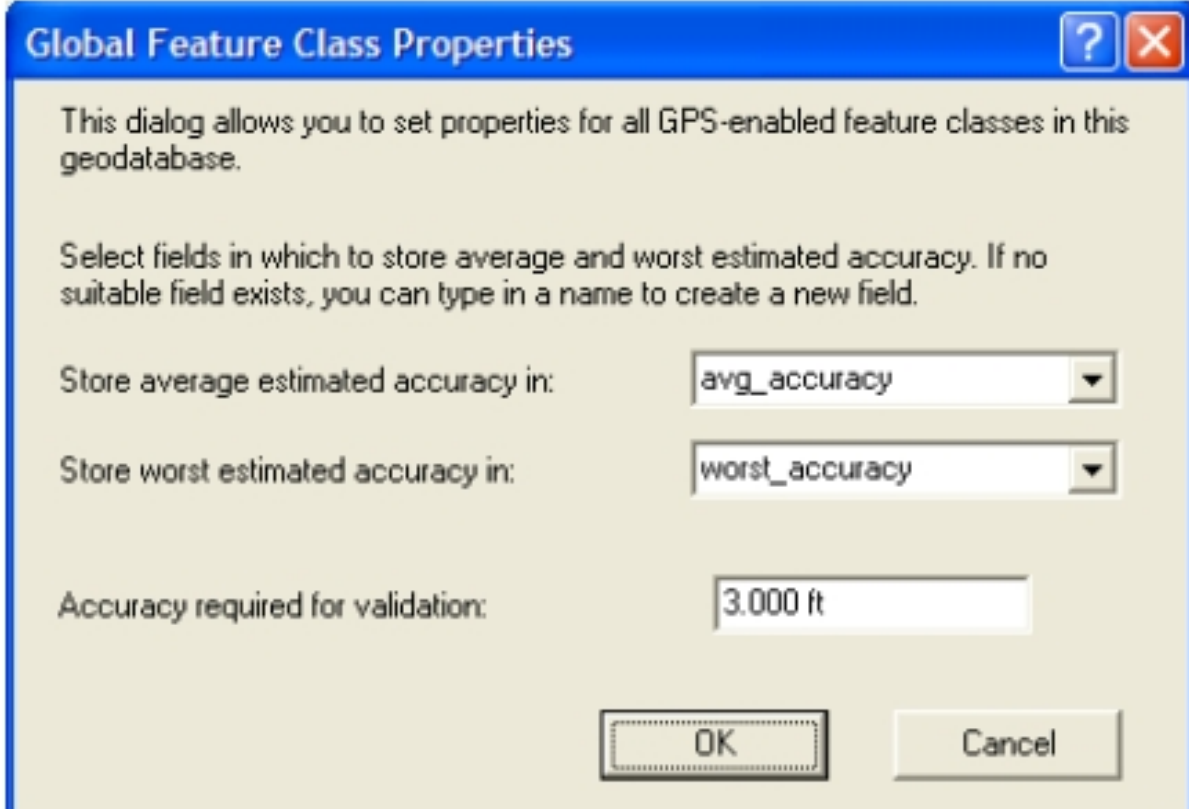 Global Feature Class Properties
?
This dialog allows you to set properties for all GPS-enabled feature classes in this
geodatabase.
Select fields in which to store average and worst estimated accuracy. If no
suitable field exists, you can type in a name to create a new field.
Store average estimated accuracy in: avg_accuracy
Store worst estimated accuracy in: worst_accuracy
Accuracy required for validation: 3.000 ft
OK Cancel